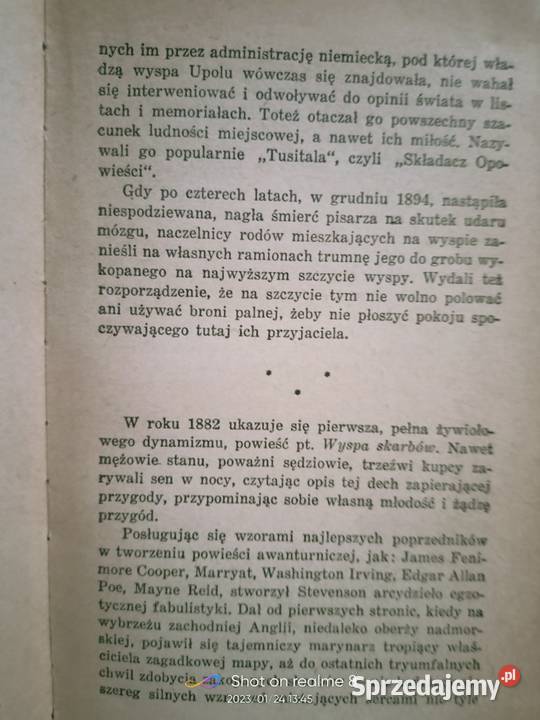 nych im przez administrację niemiecką, pod której wła-
dzą wyspa Upolu wówczas się znajdowała, nie wahał
się interweniować i odwoływać do opinii świata w lis-
tach i memoriałach. Toteż otaczał go powszechny sza-
cunek ludności miejscowej, a nawet ich miłość. Nazy-
wali go popularnie „Tusitala”, czyli „Składacz Opo-
wieści”.
Gdy po czterech latach, w grudniu 1894, nastąpiła
niespodziewana, nagła śmierć pisarza na skutek udaru
mózgu, naczelnicy rodów mieszkających na wyspie za-
nieśli na własnych ramionach trumnę jego do grobu wy-
kopanego na najwyższym szczycie wyspy. Wydali też
rozporządzenie, że na szczycie tym nie wolno polować
ani używać broni palnej, żeby nie płoszyć pokoju spo-
czywającego tutaj ich przyjaciela.
* * *
W roku 1882 ukazuje się pierwsza, pełna żywioło-
wego dynamizmu, powieść pt. Wyspa skarbów. Nawet
mężowie stanu, poważni sędziowie, trzeźwi kupcy za-
rywali sen w nocy, czytając opis tej dech zapierającej
przygody, przypominając sobie własną młodość i żądzę
przygód.
Posługując się wzorami najlepszych poprzedników
w tworzeniu powieści awanturniczej, jak: James Feni-
more Cooper, Marryat, Washington Irving, Edgar Allan
Poe, Mayne Reid, stworzył Stevenson arcydzieło egzo-
tycznej fabulistyki. Dał od pierwszych stronic, kiedy na
wybrzeżu zachodniej Anglii, niedaleko oberży nadmor-
skiej, pojawił się tajemniczy marynarz tropiący właś-
ciciela zagadkowej mapy, aż do ostatnich tryumfalnych
chwil zdobycia
szereg silnych sercami nie tyle
Shot on realme 8
2023/01/24 13:45
Sprzedajemy.pl